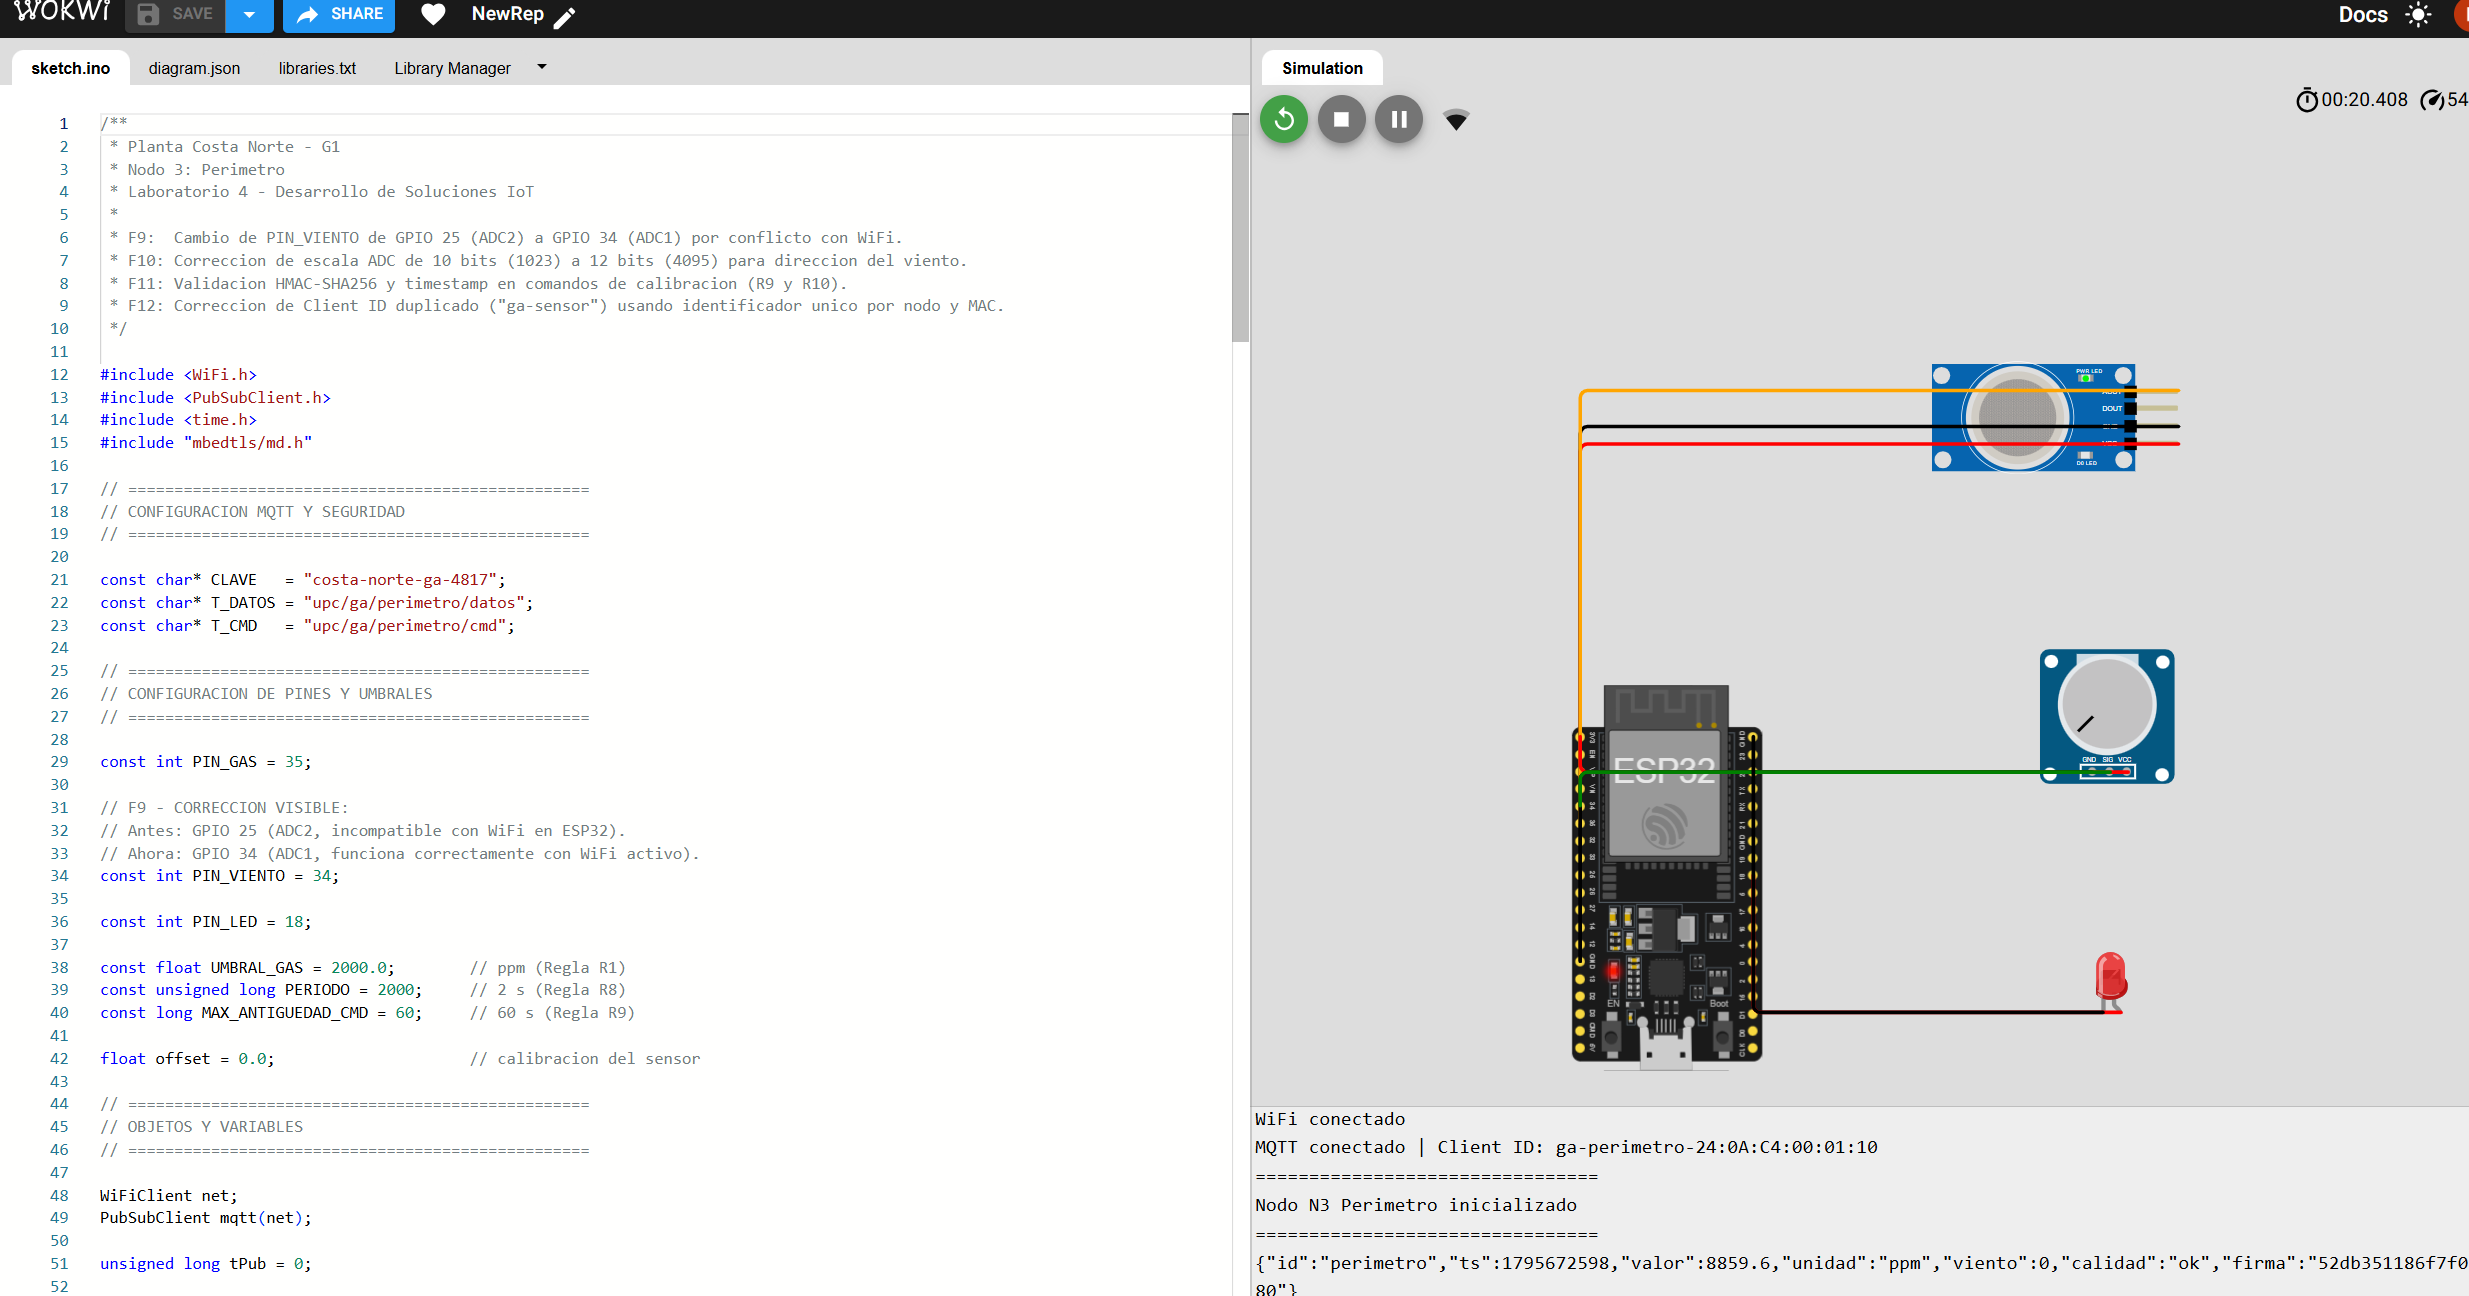 WOKWI SAVE SHARE NewRep Docs
sketch.ino diagram.json libraries.txt Library Manager
Simulation
00:20.408 54
1 /**
2 * Planta Costa Norte - G1
3 * Nodo 3: Perimetro
4 * Laboratorio 4 - Desarrollo de Soluciones IoT
5 *
6 * F9:  Cambio de PIN_VIENTO de GPIO 25 (ADC2) a GPIO 34 (ADC1) por conflicto con WiFi.
7 * F10: Correccion de escala ADC de 10 bits (1023) a 12 bits (4095) para direccion del viento.
8 * F11: Validacion HMAC-SHA256 y timestamp en comandos de calibracion (R9 y R10).
9 * F12: Correccion de Client ID duplicado ("ga-sensor") usando identificador unico por nodo y MAC.
10 */
11
12 #include <WiFi.h>
13 #include <PubSubClient.h>
14 #include <time.h>
15 #include "mbedtls/md.h"
16
17 // ==================================================
18 // CONFIGURACION MQTT Y SEGURIDAD
19 // ==================================================
20
21 const char* CLAVE   = "costa-norte-ga-4817";
22 const char* T_DATOS = "upc/ga/perimetro/datos";
23 const char* T_CMD   = "upc/ga/perimetro/cmd";
24
25 // ==================================================
26 // CONFIGURACION DE PINES Y UMBRALES
27 // ==================================================
28
29 const int PIN_GAS = 35;
30
31 // F9 - CORRECCION VISIBLE:
32 // Antes: GPIO 25 (ADC2, incompatible con WiFi en ESP32).
33 // Ahora: GPIO 34 (ADC1, funciona correctamente con WiFi activo).
34 const int PIN_VIENTO = 34;
35
36 const int PIN_LED = 18;
37
38 const float UMBRAL_GAS = 2000.0;        // ppm (Regla R1)
39 const unsigned long PERIODO = 2000;     // 2 s (Regla R8)
40 const long MAX_ANTIGUEDAD_CMD = 60;     // 60 s (Regla R9)
41
42 float offset = 0.0;                     // calibracion del sensor
43
44 // ==================================================
45 // OBJETOS Y VARIABLES
46 // ==================================================
47
48 WiFiClient net;
49 PubSubClient mqtt(net);
50
51 unsigned long tPub = 0;
52
PWR LED
DOUT
D0 LED
GND SIG VCC
ESP32
EN Boot
WiFi conectado
MQTT conectado | Client ID: ga-perimetro-24:0A:C4:00:01:10
================================
Nodo N3 Perimetro inicializado
================================
{"id":"perimetro","ts":1795672598,"valor":8859.6,"unidad":"ppm","viento":0,"calidad":"ok","firma":"52db351186f7f0
80"}